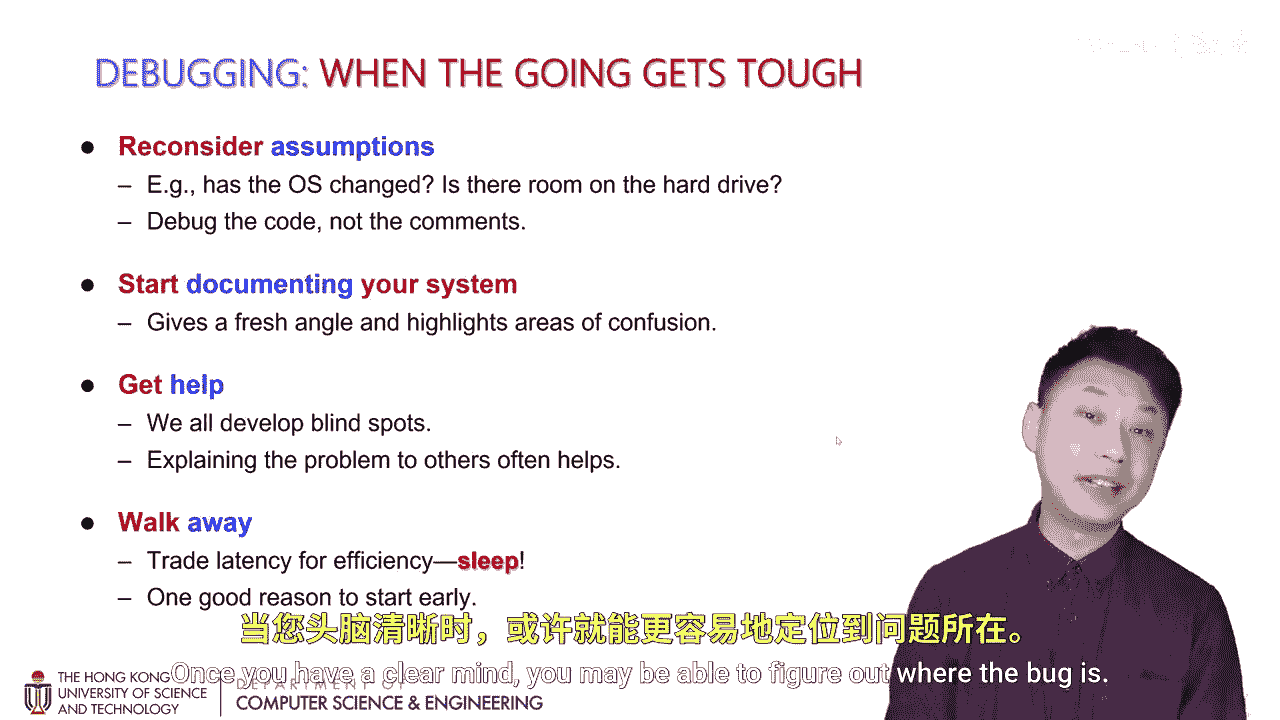 DEBUGGING: WHEN THE GOING GETS TOUGH
● Reconsider assumptions
– E.g., has the OS changed? Is there room on the hard drive?
– Debug the code, not the comments.
● Start documenting your system
– Gives a fresh angle and highlights areas of confusion.
● Get help
– We all develop blind spots.
– Explaining the problem to others often helps.
● Walk away
– Trade latency for efficiency—sleep!
– One good reason to start early.
当您头脑清晰时，或许就能更容易地定位到问题所在。
Once you have a clear mind, you may be able to figure out where the bug is.
THE HONG KONG
UNIVERSITY OF SCIENCE
AND TECHNOLOGY
DEPARTMENT OF
COMPUTER SCIENCE & ENGINEERING